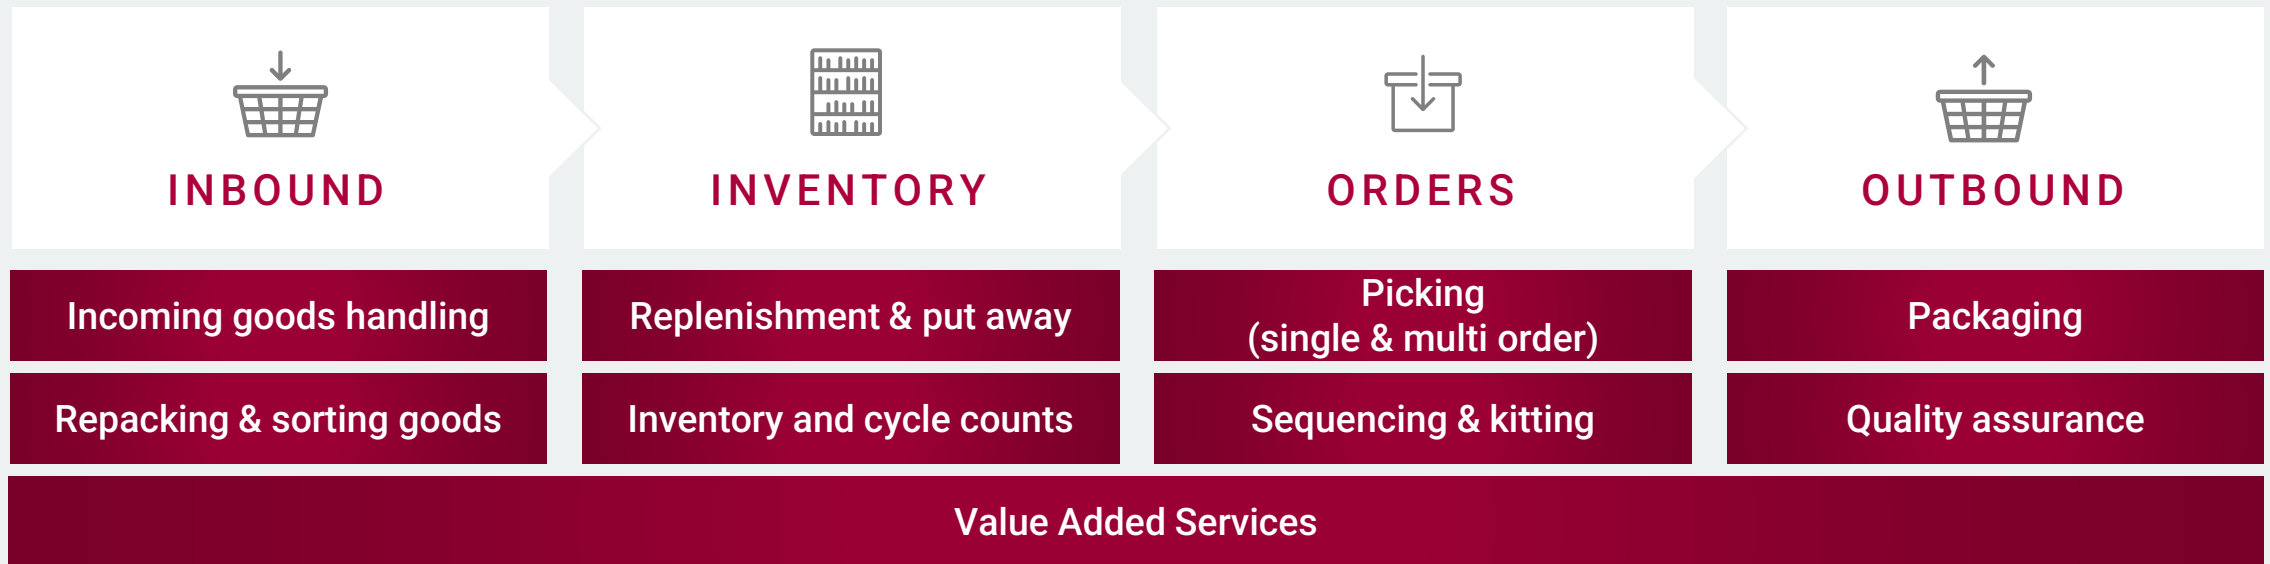 INBOUND
INVENTORY
ORDERS
OUTBOUND
Incoming goods handling
Replenishment & put away
Picking
(single & multi order)
Packaging
Repacking & sorting goods
Inventory and cycle counts
Sequencing & kitting
Quality assurance
Value Added Services